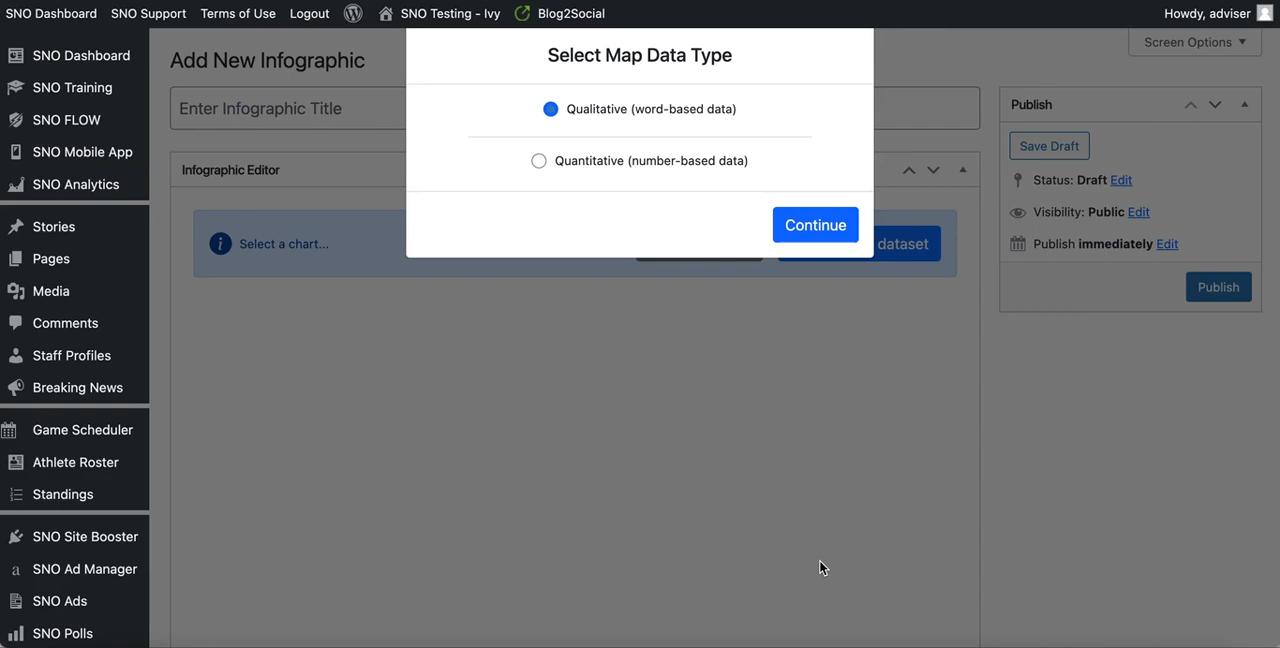 SNO Dashboard SNO Support Terms of Use Logout SNO Testing - Ivy Blog2Social Howdy, adviser
SNO Dashboard
SNO Training
SNO FLOW
SNO Mobile App
SNO Analytics
Stories
Pages
Media
Comments
Staff Profiles
Breaking News
Game Scheduler
Athlete Roster
Standings
SNO Site Booster
SNO Ad Manager
SNO Ads
SNO Polls
Screen Options
Add New Infographic
Enter Infographic Title
Infographic Editor
Select a chart...
dataset
Select Map Data Type
Qualitative (word-based data)
Quantitative (number-based data)
Continue
Publish
Save Draft
Status: Draft Edit
Visibility: Public Edit
Publish immediately Edit
Publish